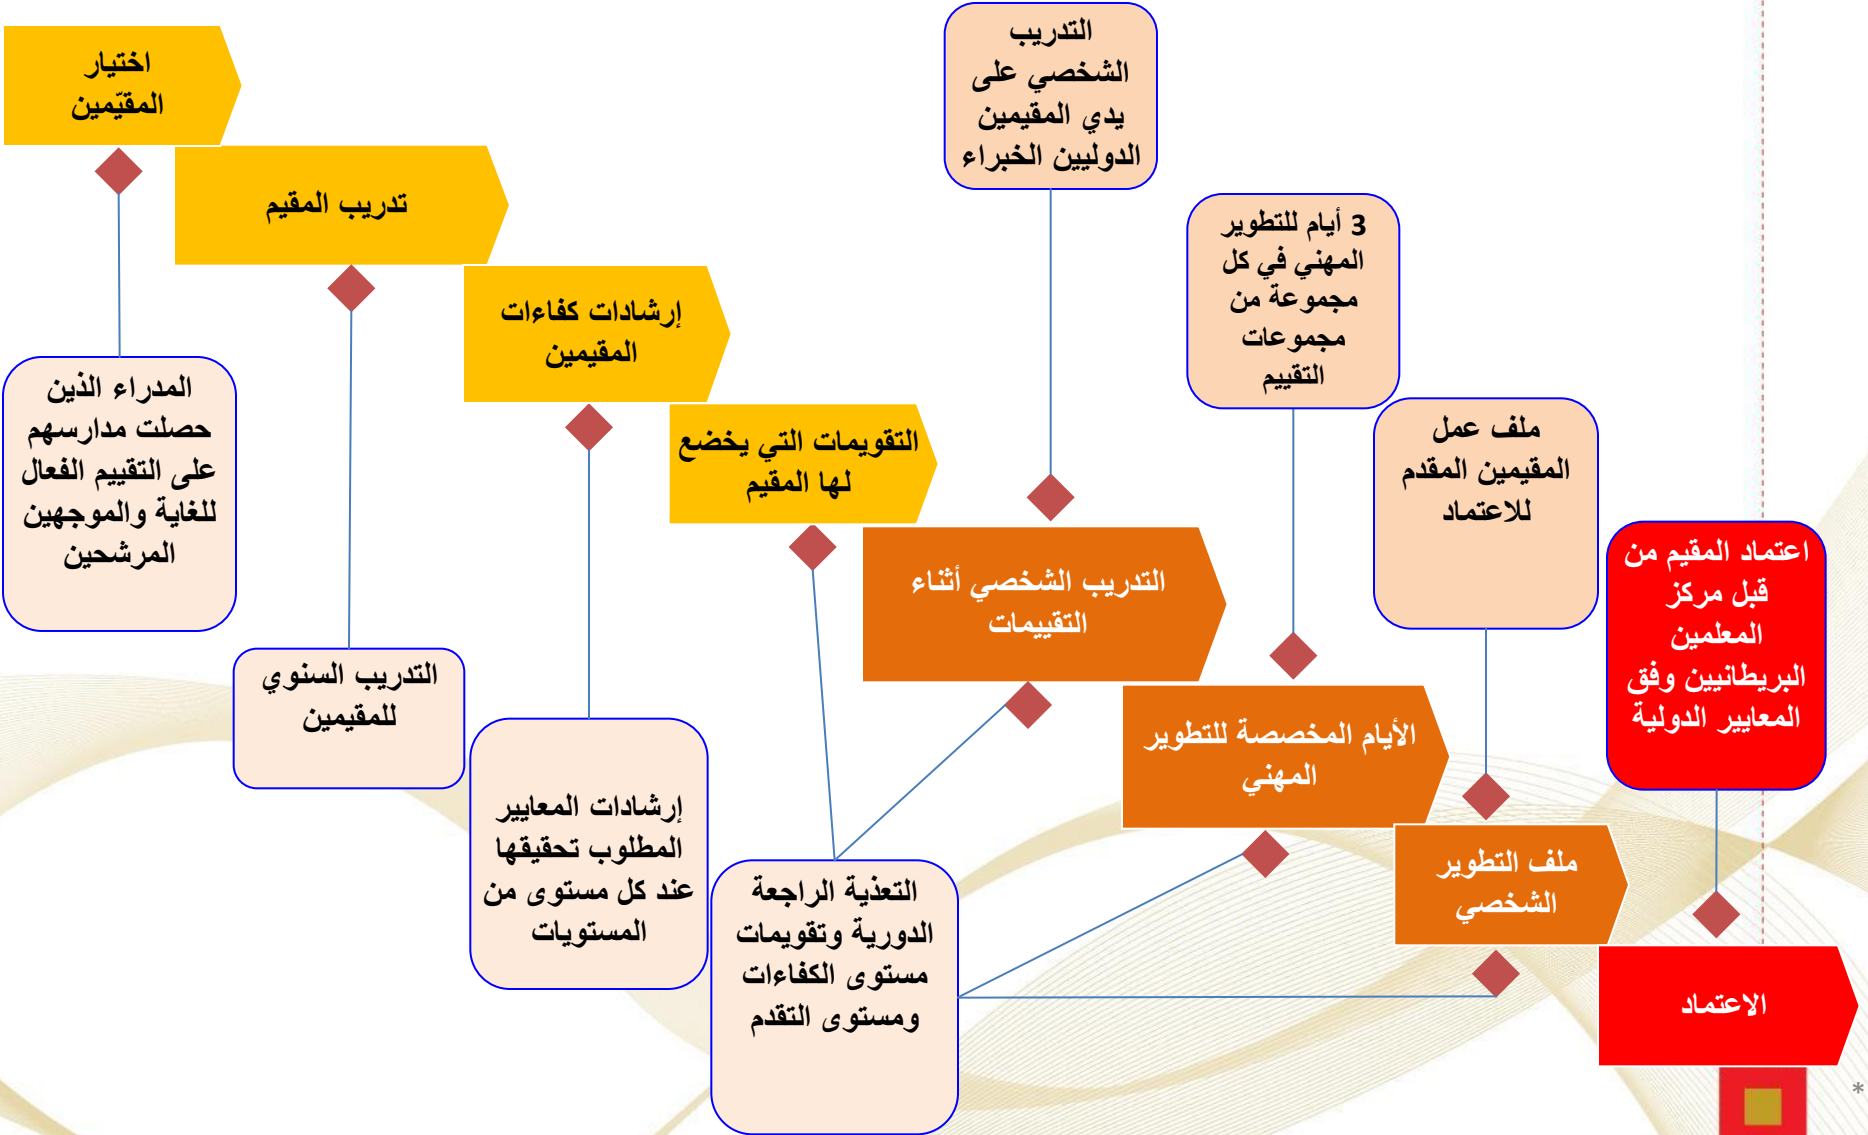 اختيار
المقيّمين
تدريب المقيم
إرشادات كفاءات
المقيمين
التقويمات التي يخضع
لها المقيم
التدريب الشخصي أثناء
التقييمات
الأيام المخصصة للتطوير
المهني
ملف التطوير
الشخصي
الاعتماد
المدراء الذين
حصلت مدارسهم
على التقييم الفعال
للغاية والموجهين
المرشحين
التدريب السنوي
للمقيمين
إرشادات المعايير
المطلوب تحقيقها
عند كل مستوى من
المستويات
التعذية الراجعة
الدورية وتقويمات
مستوى الكفاءات
ومستوى التقدم
التدريب
الشخصي على
يدي المقيمين
الدوليين الخبراء
3 أيام للتطوير
المهني في كل
مجموعة من
مجموعات
التقييم
ملف عمل
المقيمين المقدم
للاعتماد
اعتماد المقيم من
قبل مركز
المعلمين
البريطانيين وفق
المعايير الدولية
*